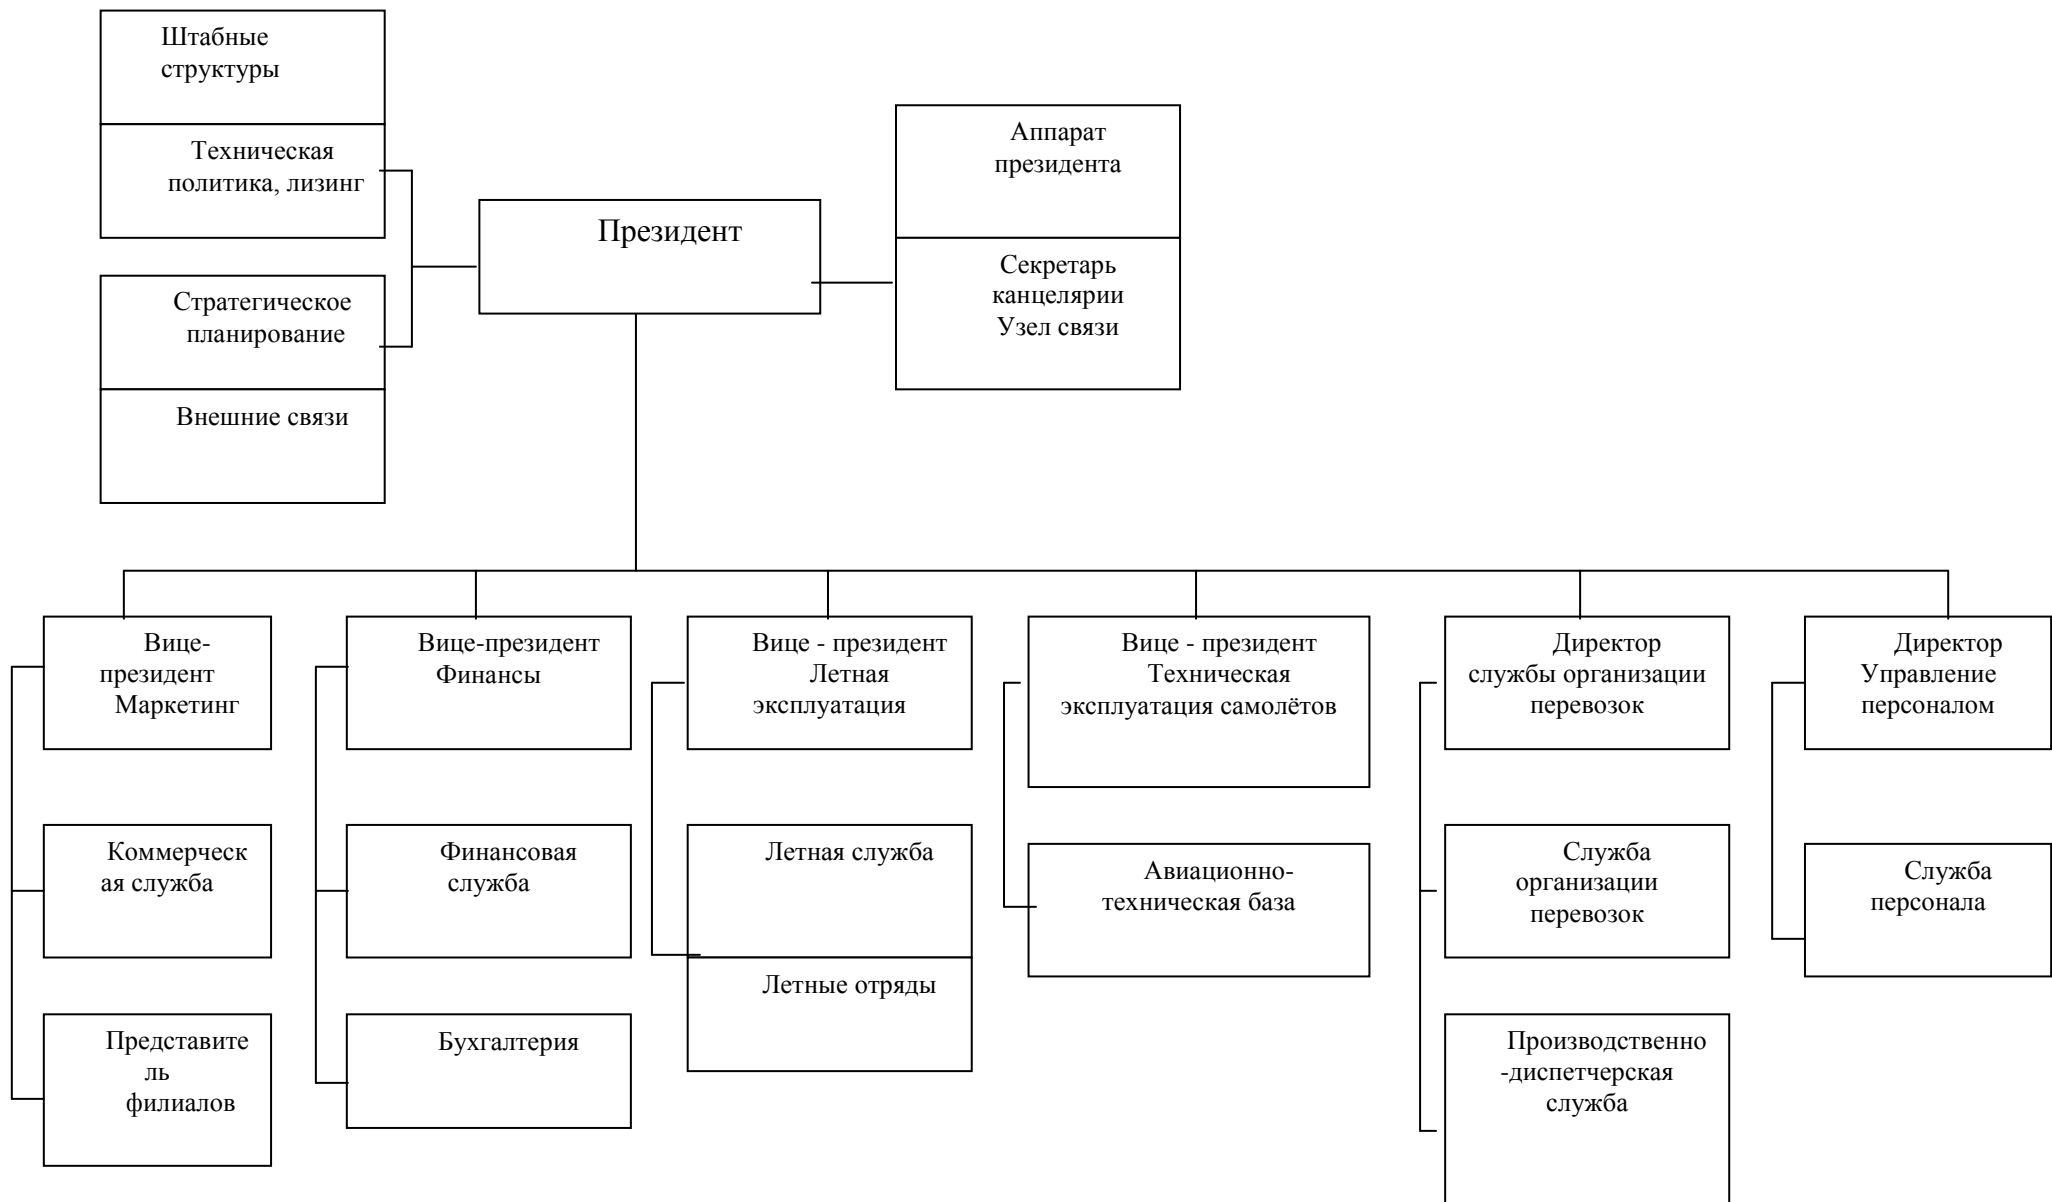 Штабные
структуры
Техническая
политика, лизинг
Стратегическое
планирование
Внешние связи
Президент
Аппарат
президента
Секретарь
канцелярии
Узел связи
Вице-
президент
Маркетинг
Коммерческ
ая служба
Представите
ль
филиалов
Вице-президент
Финансы
Финансовая
служба
Бухгалтерия
Вице - президент
Летная
эксплуатация
Летная служба
Летные отряды
Вице - президент
Техническая
эксплуатация самолётов
Авиационно-
техническая база
Директор
службы организации
перевозок
Служба
организации
перевозок
Производственно
-диспетчерская
служба
Директор
Управление
персоналом
Служба
персонала